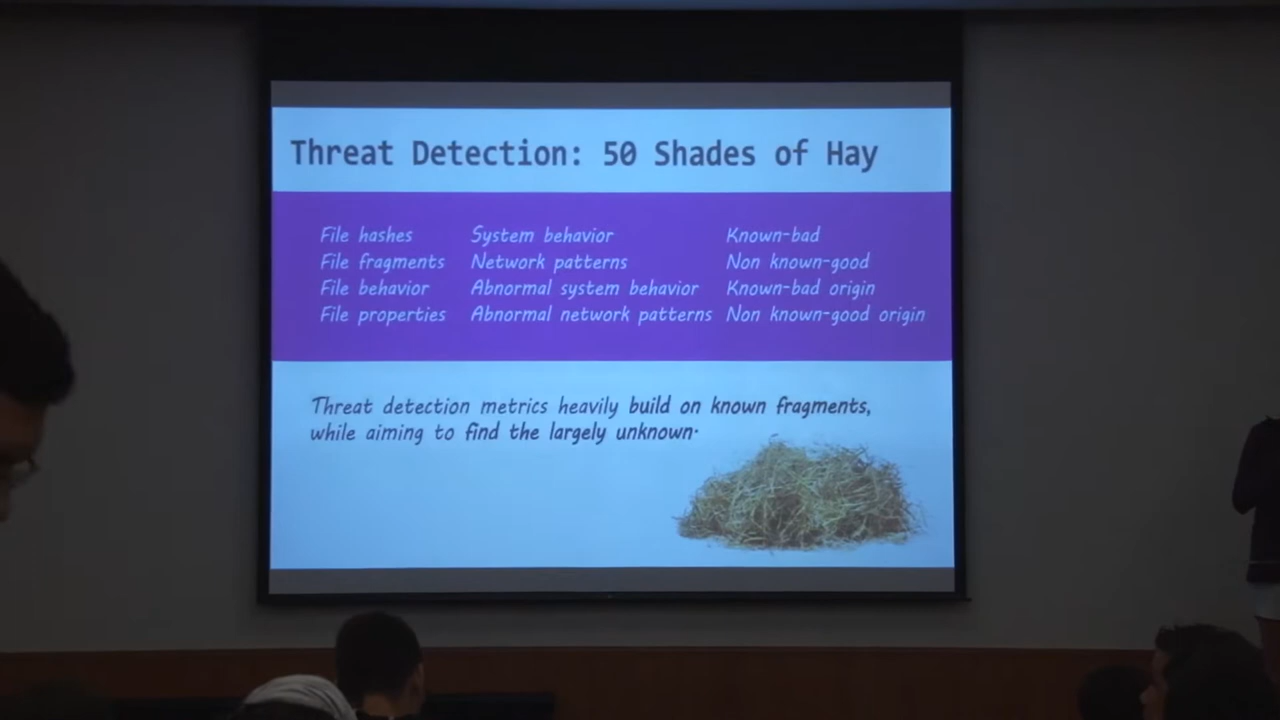 Threat Detection: 50 Shades of Hay
File hashes
File fragments
File behavior
File properties
System behavior
Network patterns
Abnormal system behavior
Abnormal network patterns
Known-bad
Non known-good
Known-bad origin
Non known-good origin
Threat detection metrics heavily build on known fragments,
while aiming to find the largely unknown.